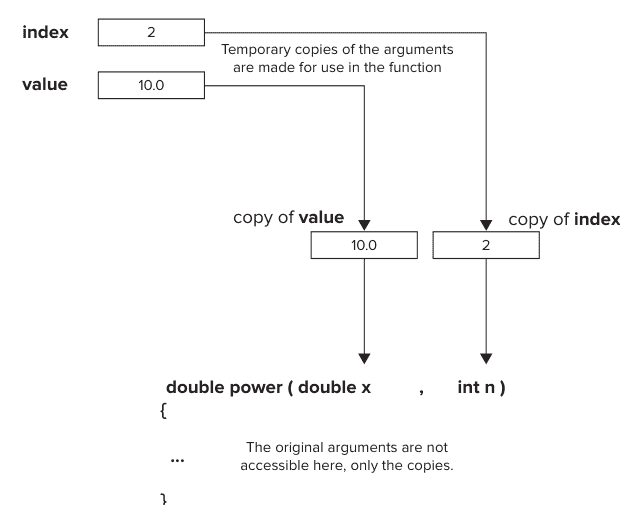 index
2
Temporary copies of the arguments
are made for use in the function
value
10.0
copy of value
copy of index
10.0
2
double power ( double x , int n )
{
...
The original arguments are not
accessible here, only the copies.
}